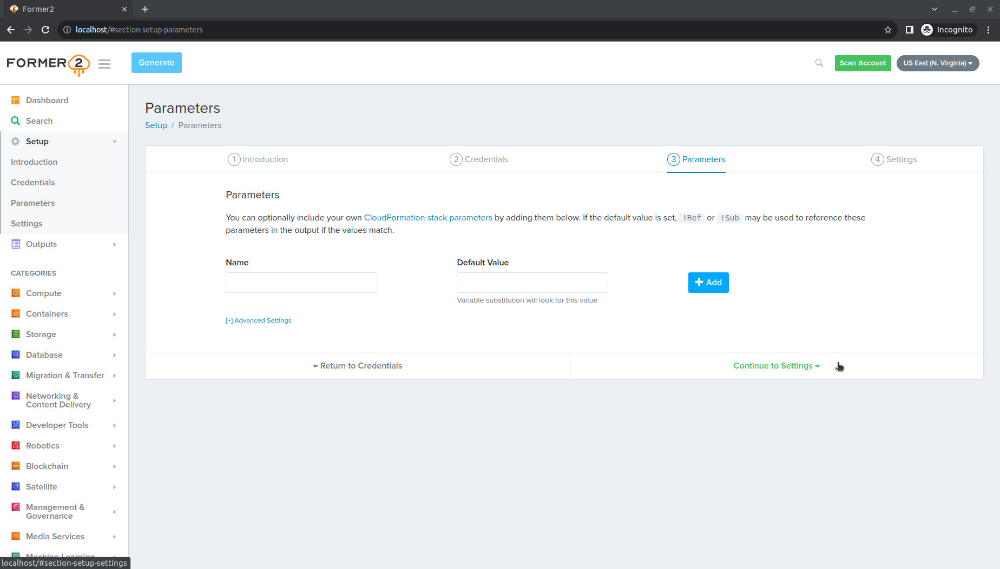 Former2
localhost/#section-setup-parameters
Incognito
FORMER2
Generate
Scan Account
US East (N. Virginia)
Dashboard
Search
Setup
Introduction
Credentials
Parameters
Settings
Outputs
CATEGORIES
Compute
Containers
Storage
Database
Migration & Transfer
Networking &
Content Delivery
Developer Tools
Robotics
Blockchain
Satellite
Management &
Governance
Media Services
Machine Learning
localhost/#section-setup-settings
Parameters
Setup / Parameters
1 Introduction
2 Credentials
3 Parameters
4 Settings
Parameters
You can optionally include your own CloudFormation stack parameters by adding them below. If the default value is set, !Ref or !Sub may be used to reference these
parameters in the output if the values match.
Name
Default Value
+ Add
Variable substitution will look for this value
[+] Advanced Settings
← Return to Credentials
Continue to Settings →